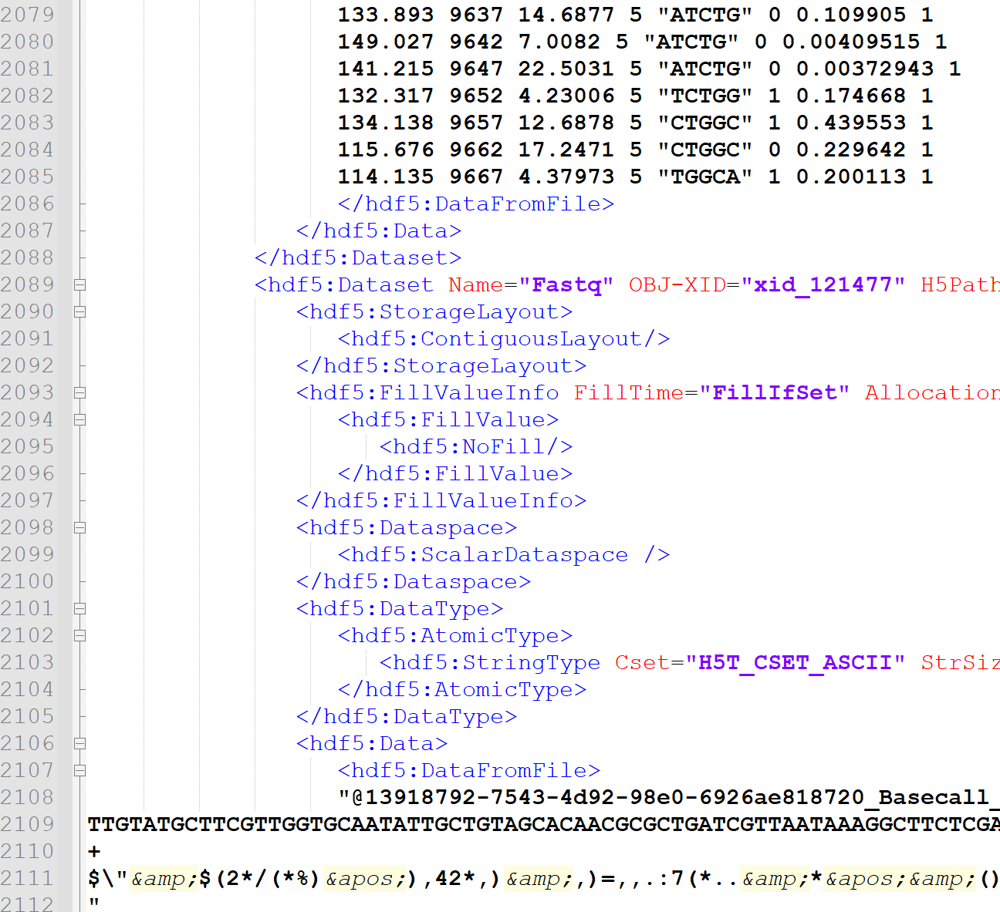 2079 133.893 9637 14.6877 5 "ATCTG" 0 0.109905 1
2080 149.027 9642 7.0082 5 "ATCTG" 0 0.00409515 1
2081 141.215 9647 22.5031 5 "ATCTG" 0 0.00372943 1
2082 132.317 9652 4.23006 5 "TCTGG" 1 0.174668 1
2083 134.138 9657 12.6878 5 "CTGGC" 1 0.439553 1
2084 115.676 9662 17.2471 5 "CTGGC" 0 0.229642 1
2085 114.135 9667 4.37973 5 "TGGCA" 1 0.200113 1
2086 </hdf5:DataFromFile>
2087 </hdf5:Data>
2088 </hdf5:Dataset>
2089 <hdf5:Dataset Name="Fastq" OBJ-XID="xid_121477" H5Path
2090 <hdf5:StorageLayout>
2091 <hdf5:ContiguousLayout/>
2092 </hdf5:StorageLayout>
2093 <hdf5:FillValueInfo FillTime="FillIfSet" Allocation
2094 <hdf5:FillValue>
2095 <hdf5:NoFill/>
2096 </hdf5:FillValue>
2097 </hdf5:FillValueInfo>
2098 <hdf5:Dataspace>
2099 <hdf5:ScalarDataspace />
2100 </hdf5:Dataspace>
2101 <hdf5:DataType>
2102 <hdf5:AtomicType>
2103 <hdf5:StringType Cset="H5T_CSET_ASCII" StrSiz
2104 </hdf5:AtomicType>
2105 </hdf5:DataType>
2106 <hdf5:Data>
2107 <hdf5:DataFromFile>
2108 "@13918792-7543-4d92-98e0-6926ae818720_Basecall_
2109 TTGTATGCTTCGTTGGTGCAATATTGCTGTAGCACAACGCGCTGATCGTTAATAAAGGCTTCTCGA
2110 +
2111 $\"&amp;$(2*/(*%)&apos;),42*,)&amp;,)=,,.:7(*..&amp;*&apos;&amp;()
2112 "